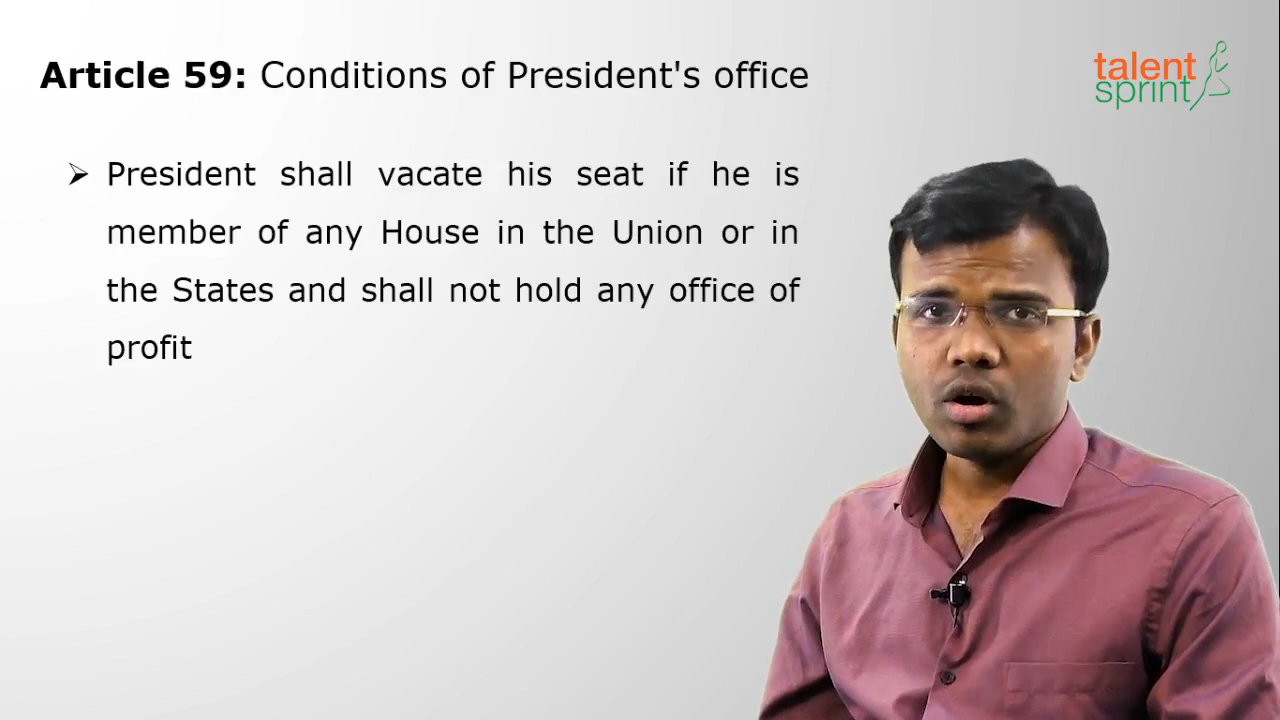 Article 59: Conditions of President's office
talent
sprint
➢ President shall vacate his seat if he is
member of any House in the Union or in
the States and shall not hold any office of
profit